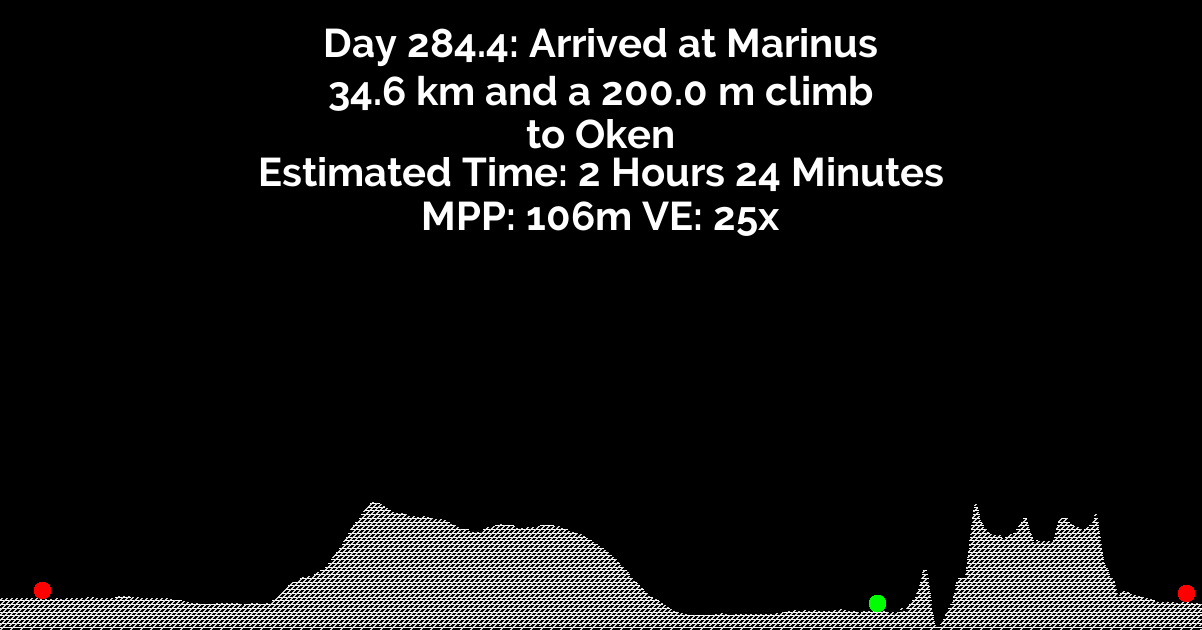 Day 284.4: Arrived at Marinus
34.6 km and a 200.0 m climb
to Oken
Estimated Time: 2 Hours 24 Minutes
MPP: 106m VE: 25x